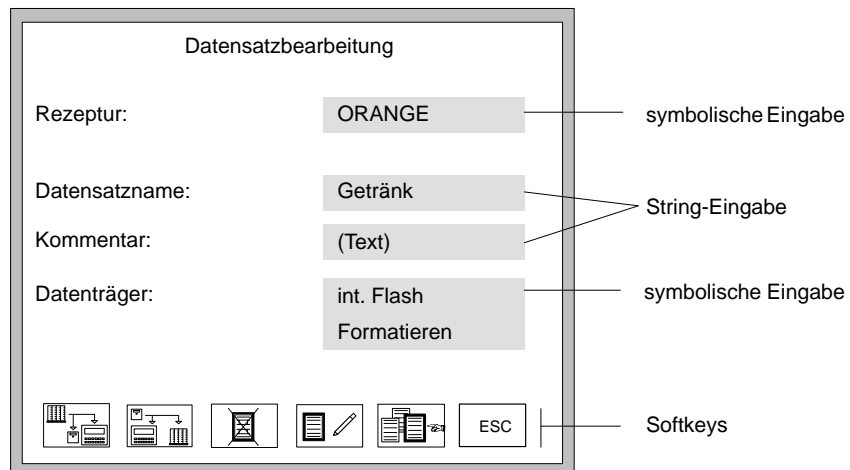 Datensatzbearbeitung
Rezeptur: ORANGE symbolische Eingabe
Datensatzname: Getränk
String-Eingabe
Kommentar: (Text)
Datenträger: int. Flash symbolische Eingabe
Formatieren
ESC Softkeys